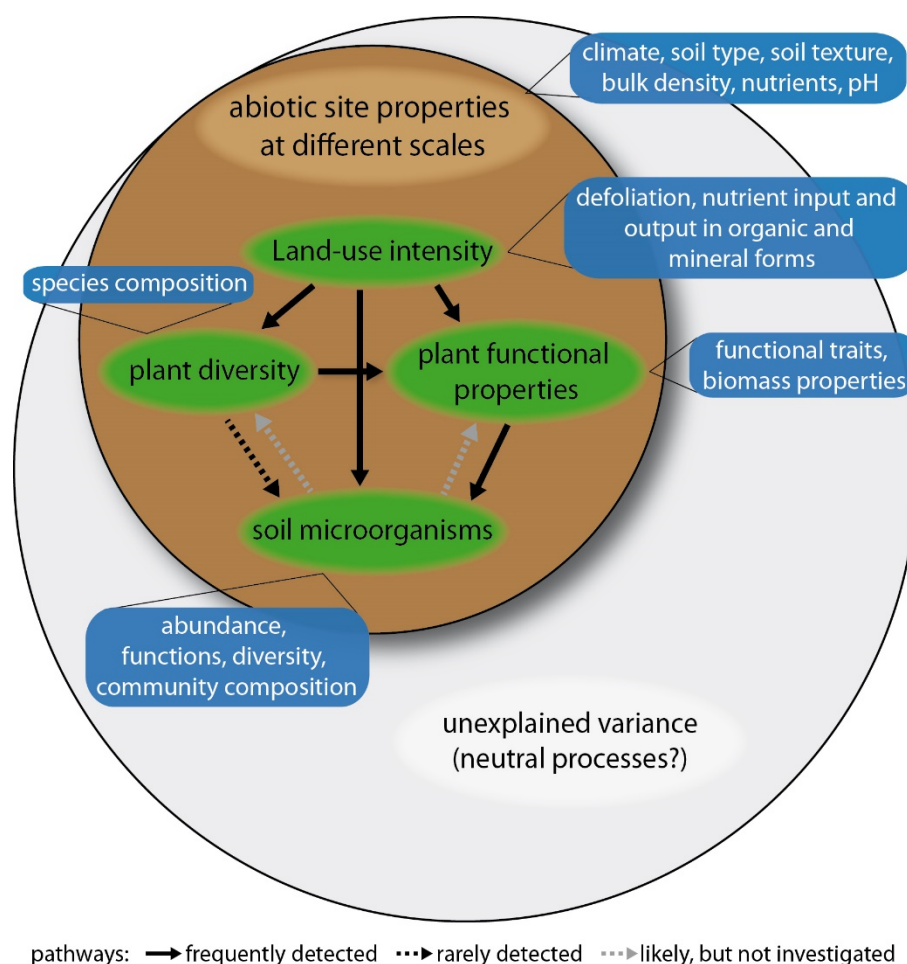 climate, soil type, soil texture,
bulk density, nutrients, pH
abiotic site properties
at different scales
defoliation, nutrient input and
output in organic and
mineral forms
Land-use intensity
species composition
plant diversity
plant functional
properties
functional traits,
biomass properties
soil microorganisms
abundance,
functions, diversity,
community composition
unexplained variance
(neutral processes?)
pathways: frequently detected rarely detected likely, but not investigated